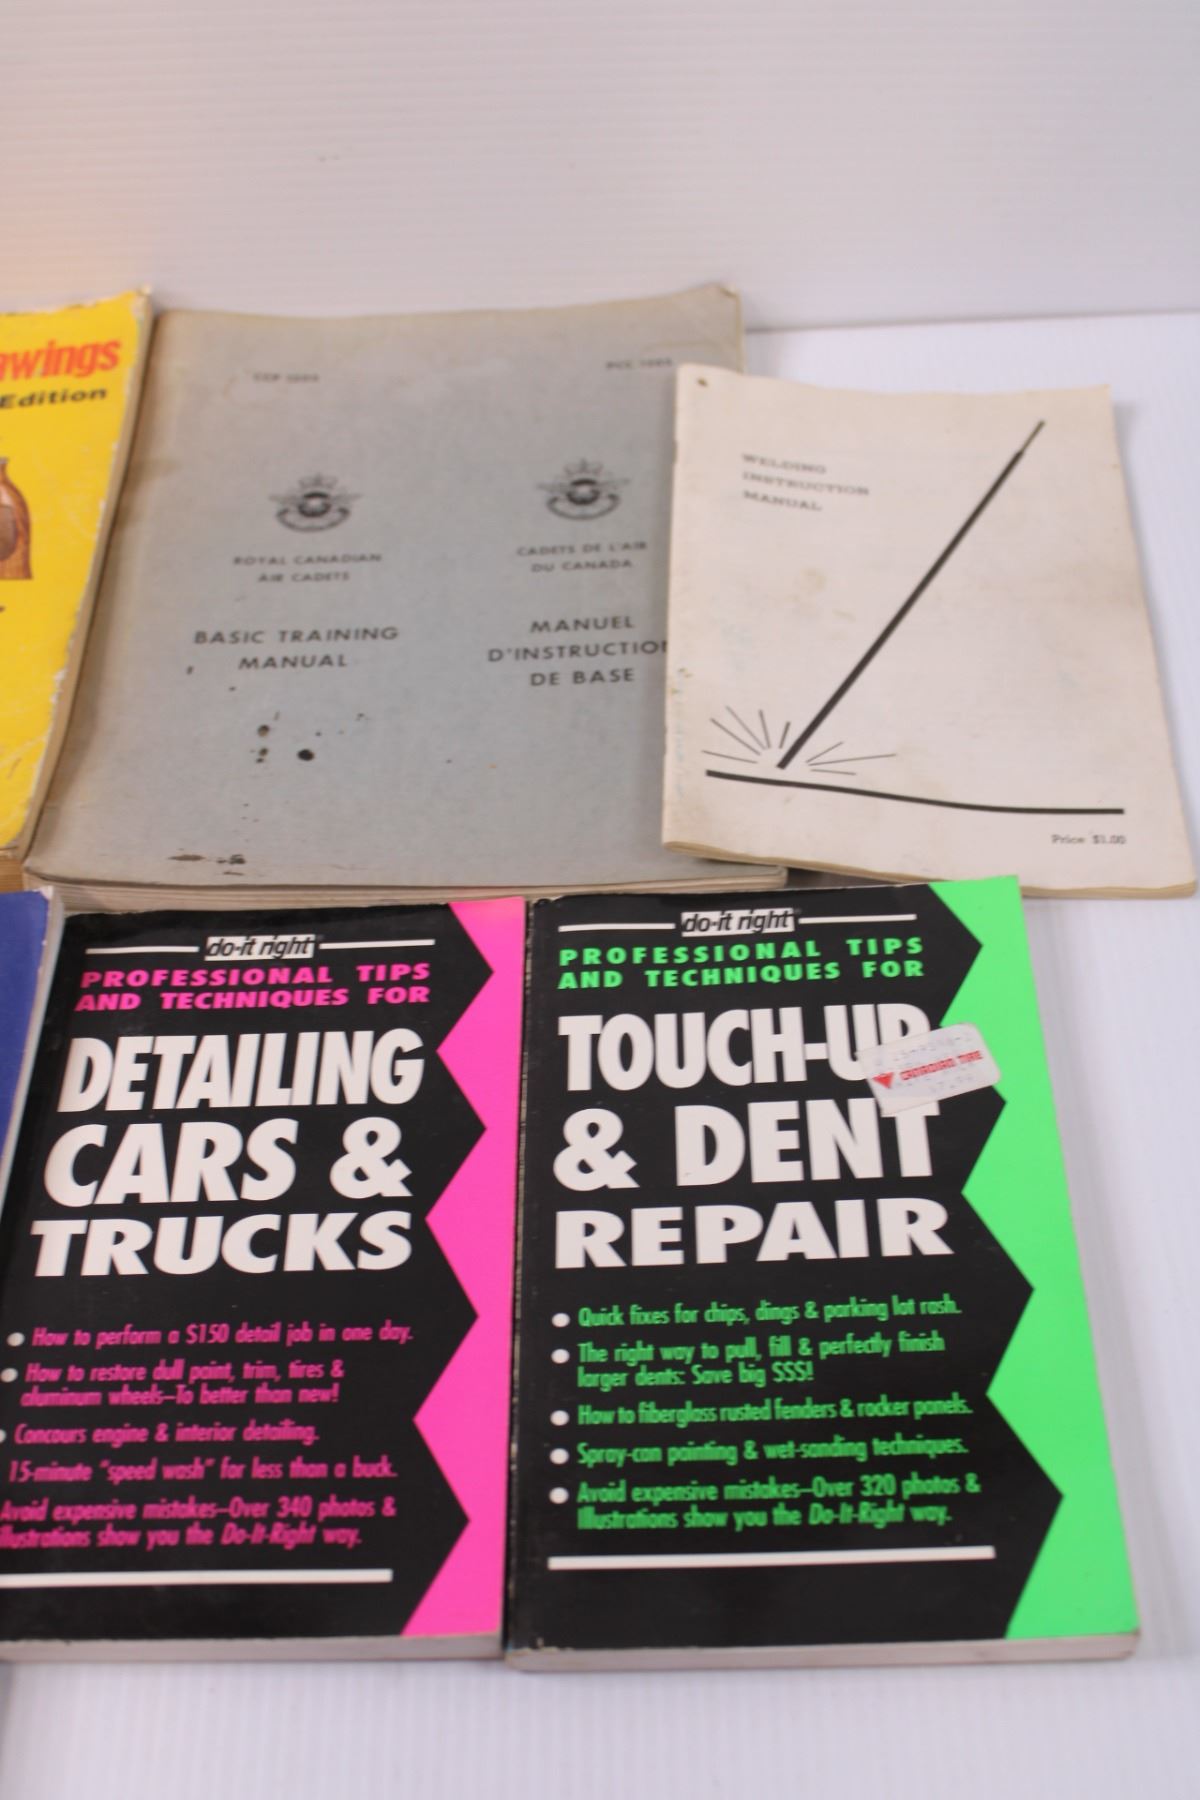 Edition
ROYAL CANADIAN
AIR CADETS
BASIC TRAINING
MANUAL
CADETS DE L'AIR
DU CANADA
MANUEL
D'INSTRUCTION
DE BASE
WELDING
INSTRUCTION
MANUAL
Price $1.00
do-it right
PROFESSIONAL TIPS
AND TECHNIQUES FOR
DETAILING
CARS &
TRUCKS
How to perform a $150 detail job in one day.
How to restore dull paint, trim, tires &
aluminum wheels—To better than new!
Concours engine & interior detailing.
15-minute "speed wash" for less than a buck.
Avoid expensive mistakes—Over 340 photos &
illustrations show you the Do-It-Right way.
do-it right
PROFESSIONAL TIPS
AND TECHNIQUES FOR
TOUCH-UP
& DENT
REPAIR
CANADIAN TIRE
Quick fixes for chips, dings & parking lot rash.
The right way to pull, fill & perfectly finish
larger dents: Save big $$$!
How to fiberglass rusted fenders & rocker panels.
Spray-can painting & wet-sanding techniques.
Avoid expensive mistakes—Over 320 photos &
Illustrations show you the Do-It-Right way.